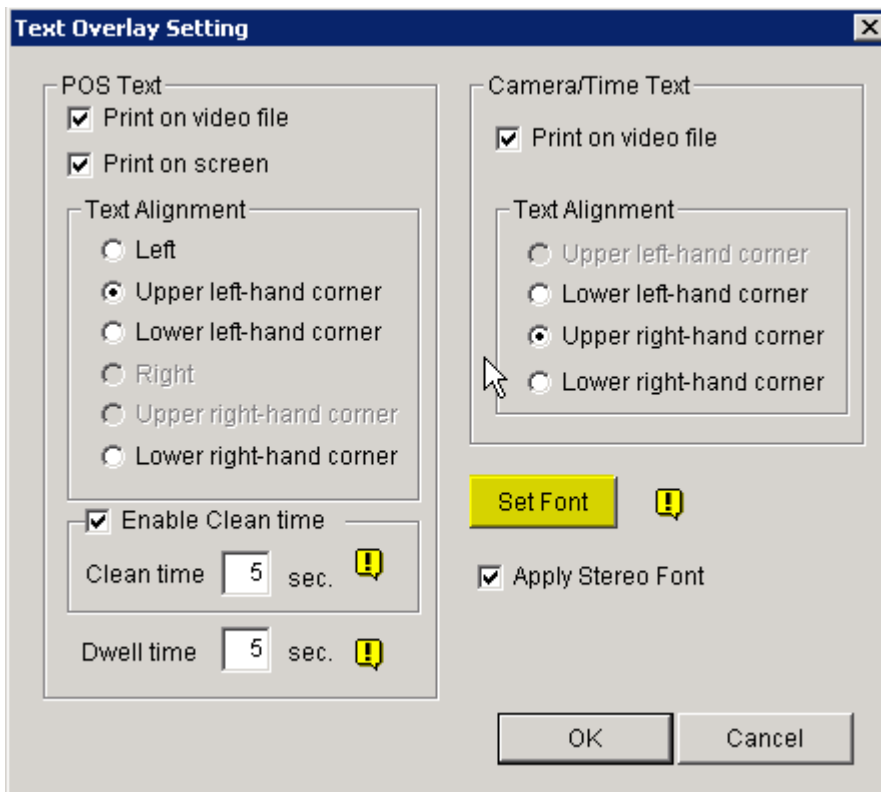 Text Overlay Setting
POS Text
Print on video file
Print on screen
Text Alignment
Left
Upper left-hand corner
Lower left-hand corner
Right
Upper right-hand corner
Lower right-hand corner
Enable Clean time
Clean time 5 sec.
Dwell time 5 sec.
Camera/Time Text
Print on video file
Text Alignment
Upper left-hand corner
Lower left-hand corner
Upper right-hand corner
Lower right-hand corner
Set Font
Apply Stereo Font
OK Cancel